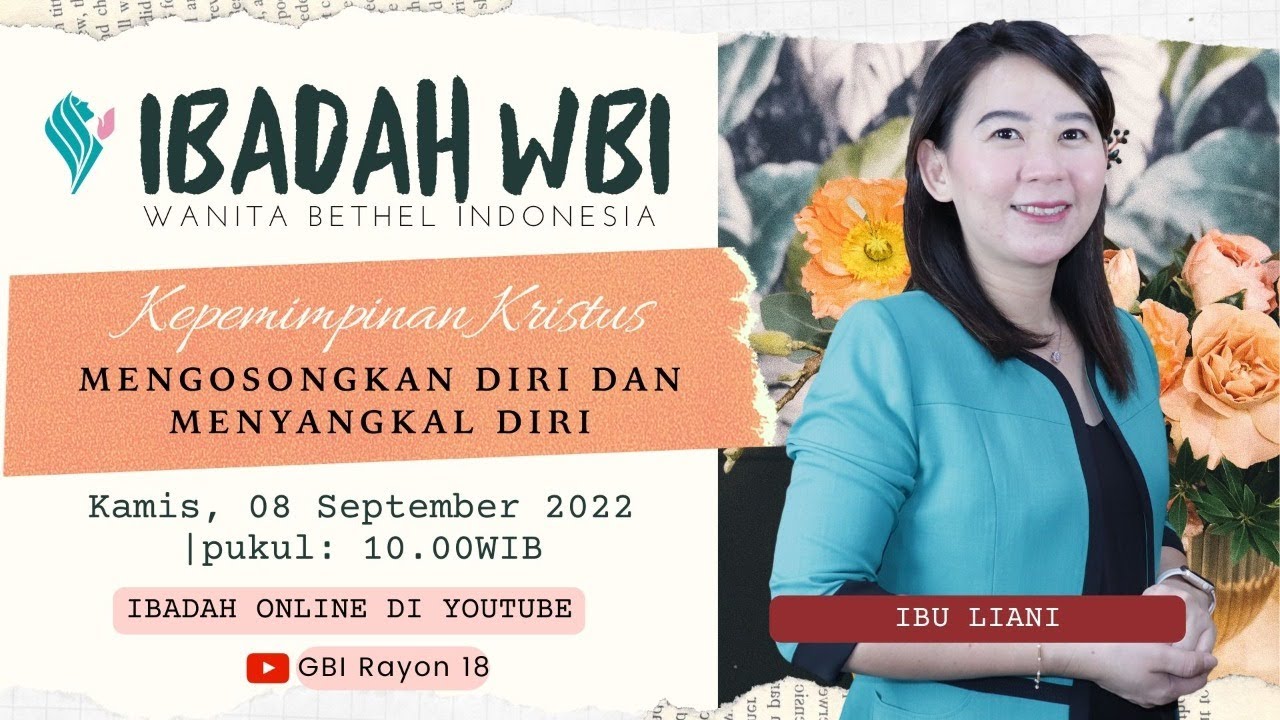 IBADAH WBI
WANITA BETHEL INDONESIA
Kepemimpinan Kristus
MENGOSONGKAN DIRI DAN
MENYANGKAL DIRI
Kamis, 08 September 2022
|pukul: 10.00WIB
IBADAH ONLINE DI YOUTUBE
GBI Rayon 18
IBU LIANI